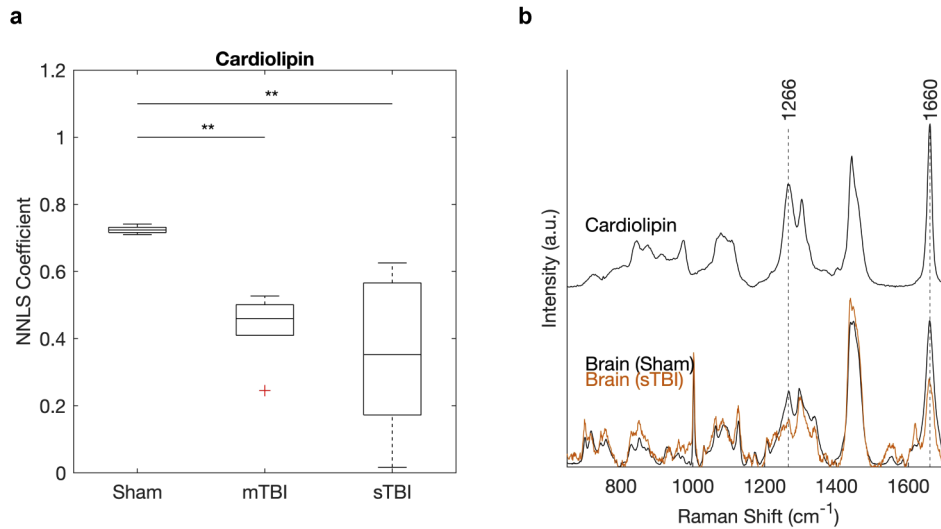 a
Cardiolipin
1.2
1
0.8
0.6
0.4
0.2
0
NNLS Coefficient
**
**
Sham mTBI sTBI
b
1266
1660
Cardiolipin
Brain (Sham)
Brain (sTBI)
Intensity (a.u.)
800 1000 1200 1400 1600
Raman Shift (cm⁻¹)